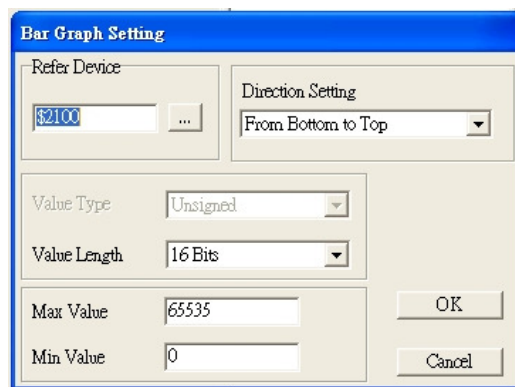 Bar Graph Setting
Refer Device
$2100
...
Direction Setting
From Bottom to Top
Value Type
Unsigned
Value Length
16 Bits
Max Value
65535
Min Value
0
OK
Cancel